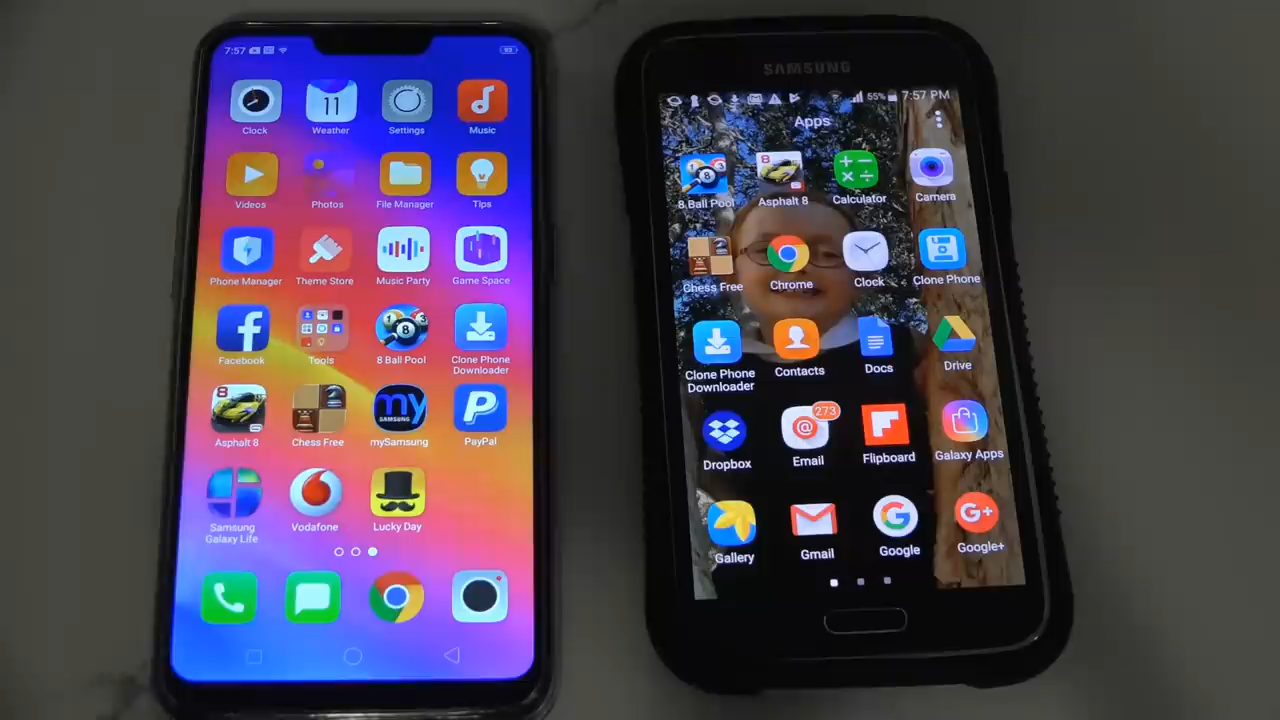 7:57
93
11
Clock
Weather
Settings
Music
Videos
Photos
File Manager
Tips
Phone Manager
Theme Store
Music Party
Game Space
Facebook
Tools
8 Ball Pool
Clone Phone
Downloader
Asphalt 8
Chess Free
my
SAMSUNG
mySamsung
PayPal
Samsung
Galaxy Life
Vodafone
Lucky Day
SAMSUNG
55%
7:57 PM
Apps
8 Ball Pool
Asphalt 8
Calculator
Camera
Chess Free
Chrome
Clock
Clone Phone
Clone Phone
Downloader
Contacts
Docs
Drive
Dropbox
273
Email
Flipboard
Galaxy Apps
Gallery
Gmail
Google
G+
Google+